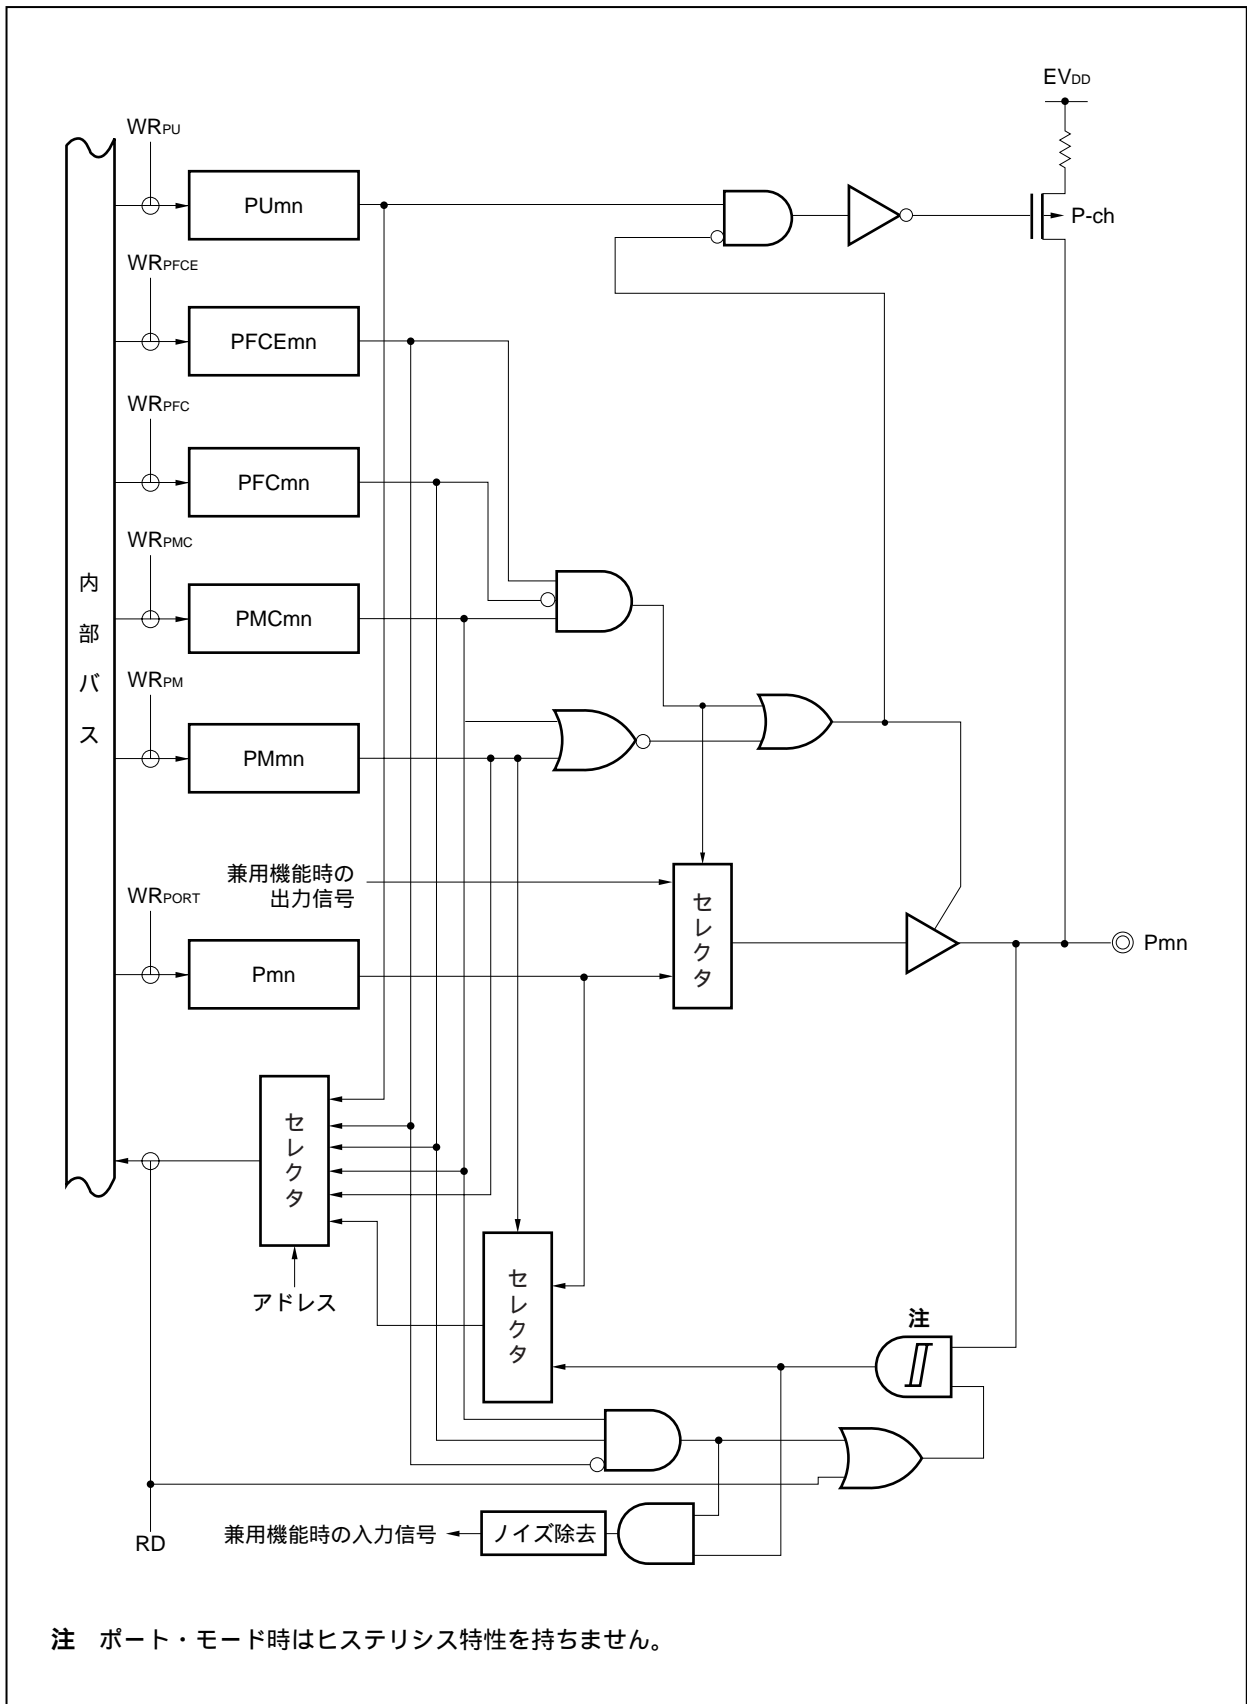 EVDD
WRPU
PUmn
P-ch
WRPFCE
PFCEmn
WRPFC
PFCmn
WRPMC
PMCmn
内部バス
WRPM
PMmn
兼用機能時の
出力信号
セレクタ
WRPORT
Pmn
Pmn
セレクタ
アドレス
セレクタ
注
RD
兼用機能時の入力信号
ノイズ除去
注 ポート・モード時はヒステリシス特性を持ちません。